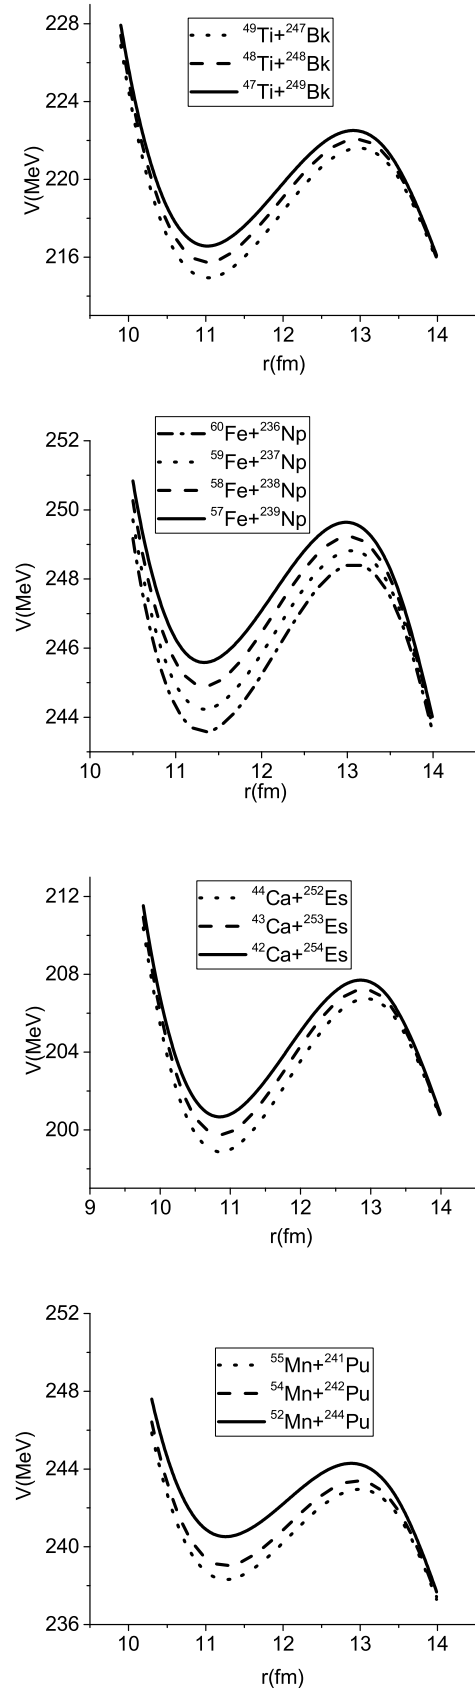 228
224
220
216
V(MeV)
⁴⁹Ti+²⁴⁷Bk
⁴⁸Ti+²⁴⁸Bk
⁴⁷Ti+²⁴⁹Bk
10 11 12 13 14
r(fm)
252
250
248
246
244
V(MeV)
⁶⁰Fe+²³⁶Np
⁵⁹Fe+²³⁷Np
⁵⁸Fe+²³⁸Np
⁵⁷Fe+²³⁹Np
10 11 12 13 14
r(fm)
212
208
204
200
V(MeV)
⁴⁴Ca+²⁵²Es
⁴³Ca+²⁵³Es
⁴²Ca+²⁵⁴Es
9 10 11 12 13 14
r(fm)
252
248
244
240
236
V(MeV)
⁵⁵Mn+²⁴¹Pu
⁵⁴Mn+²⁴²Pu
⁵²Mn+²⁴⁴Pu
10 11 12 13 14
r(fm)